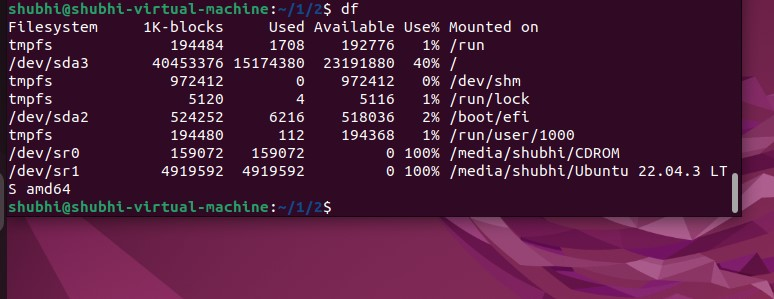 shubhi@shubhi-virtual-machine:~/1/2$ df
Filesystem     1K-blocks     Used Available Use% Mounted on
tmpfs             194484     1708    192776   1% /run
/dev/sda3       40453376 15174380  23191880  40% /
tmpfs             972412        0    972412   0% /dev/shm
tmpfs               5120        4      5116   1% /run/lock
/dev/sda2         524252     6216    518036   2% /boot/efi
tmpfs             194480      112    194368   1% /run/user/1000
/dev/sr0          159072   159072         0 100% /media/shubhi/CDROM
/dev/sr1         4919592  4919592         0 100% /media/shubhi/Ubuntu 22.04.3 LT
S amd64
shubhi@shubhi-virtual-machine:~/1/2$